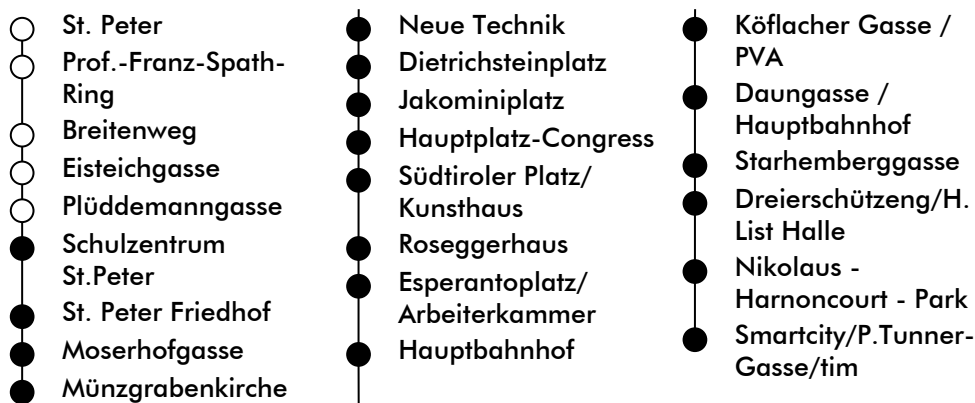 St. Peter
Prof.-Franz-Spath-
Ring
Breitenweg
Eisteichgasse
Plüddemanngasse
Schulzentrum
St.Peter
St. Peter Friedhof
Moserhofgasse
Münzgrabenkirche
Neue Technik
Dietrichsteinplatz
Jakominiplatz
Hauptplatz-Congress
Südtiroler Platz/
Kunsthaus
Roseggerhaus
Esperantoplatz/
Arbeiterkammer
Hauptbahnhof
Köflacher Gasse /
PVA
Daungasse /
Hauptbahnhof
Starhemberggasse
Dreierschützeng/H.
List Halle
Nikolaus -
Harnoncourt - Park
Smartcity/P.Tunner-
Gasse/tim